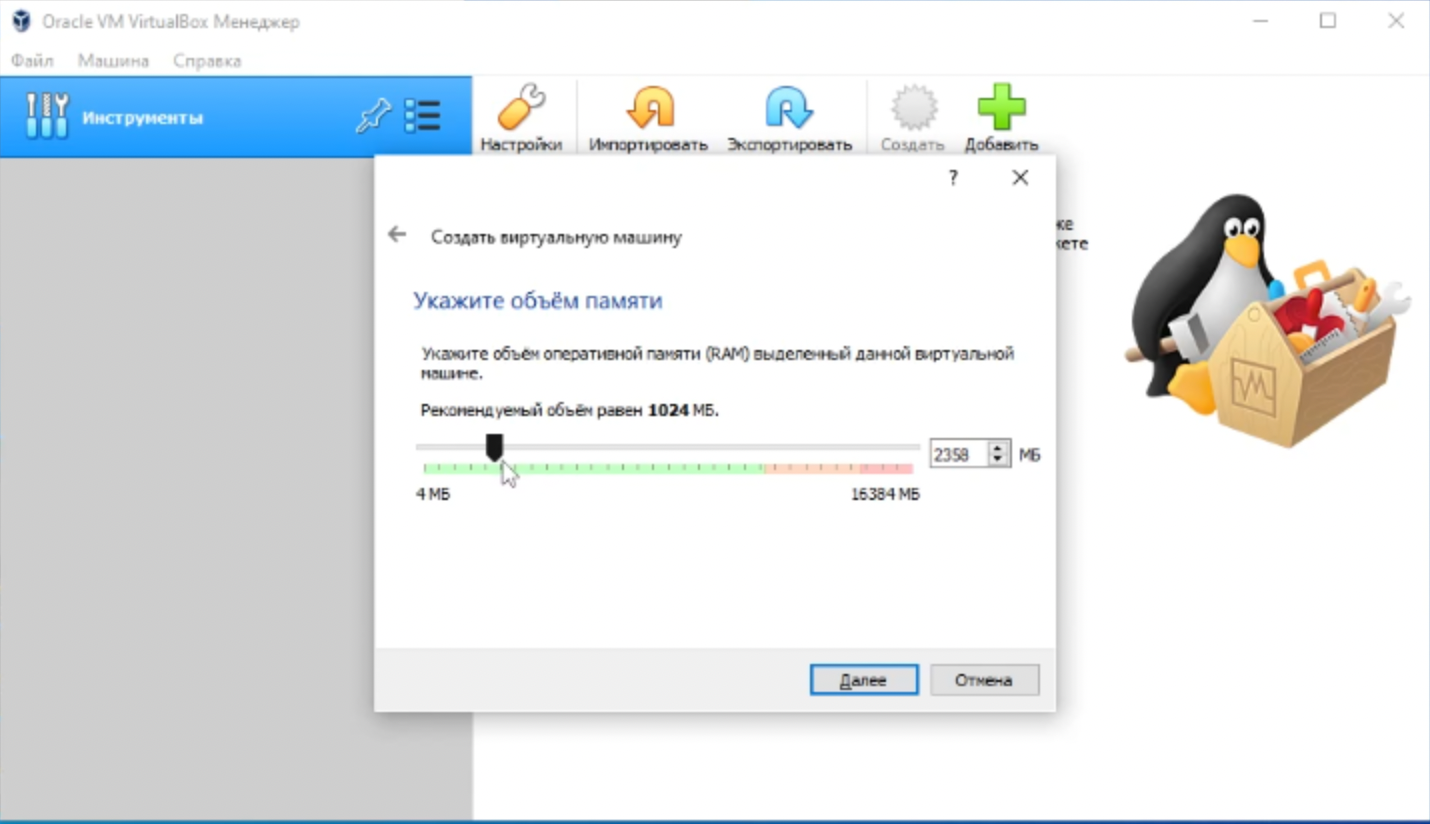 Oracle VM VirtualBox Менеджер
Файл Машина Справка
Инструменты
Настройки Импортировать Экспортировать Создать Добавить
?
же
жете
Создать виртуальную машину
Укажите объём памяти
Укажите объём оперативной памяти (RAM) выделенный данной виртуальной
машине.
Рекомендуемый объём равен 1024 МБ.
2358 МБ
4 МБ 16384 МБ
Далее Отмена